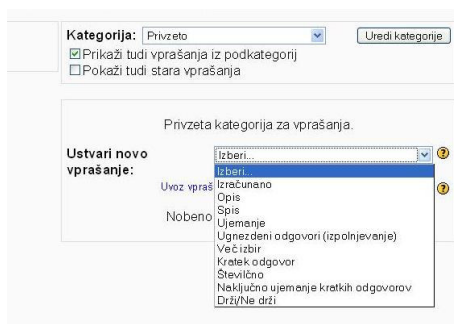 Kategorija: Privzeto Uredi kategorije
Prikaži tudi vprašanja iz podkategorij
Pokaži tudi stara vprašanja
Privzeta kategorija za vprašanja.
Ustvari novo vprašanje: Izberi...
Izberi...
Izračunano
Uvoz vpraš
Opis
Spis
Nobeno
Ujemanje
Ugnezdeni odgovori (izpolnjevanje)
Več izbir
Kratek odgovor
Številčno
Naključno ujemanje kratkih odgovorov
Drži/Ne drži